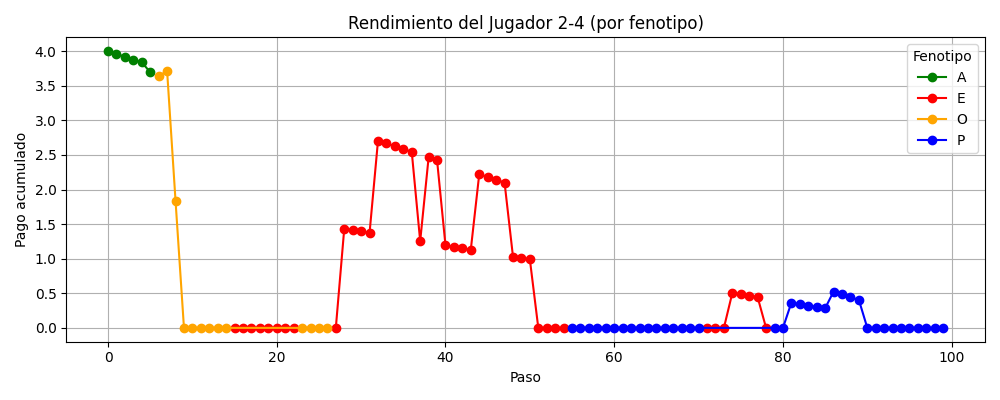 Rendimiento del Jugador 2-4 (por fenotipo)
Pago acumulado
4.0
3.5
3.0
2.5
2.0
1.5
1.0
0.5
0.0
Fenotipo
A
E
O
P
0 20 40 60 80 100
Paso